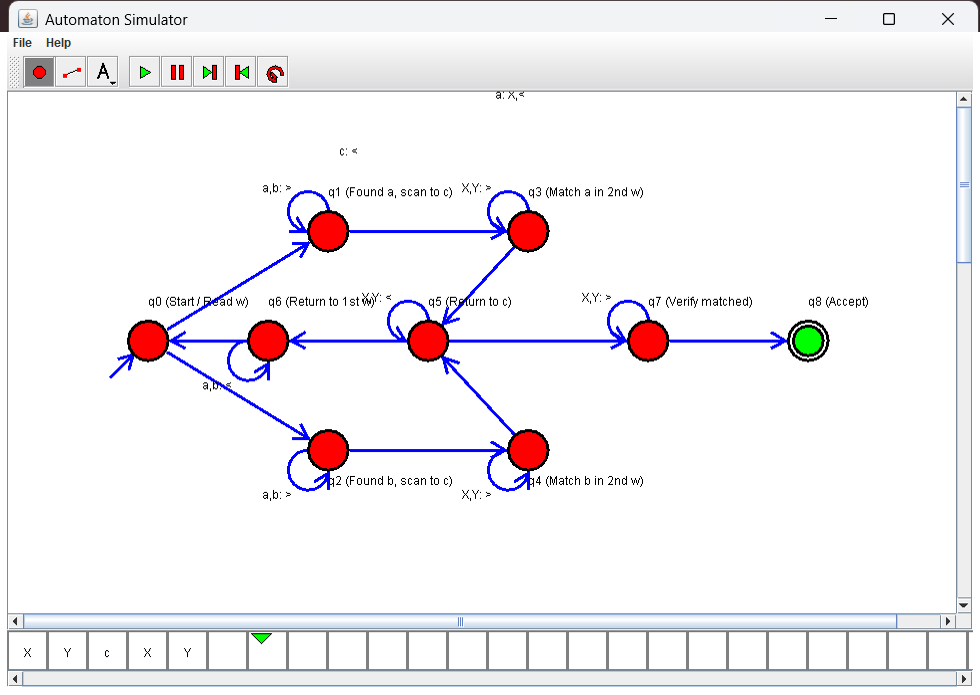 Automaton Simulator
File Help
A
a: X,<
c: <
a,b: > q1 (Found a, scan to c) X,Y: > q3 (Match a in 2nd w)
q0 (Start / Read w) q6 (Return to 1st w) X,Y: < q5 (Return to c) X,Y: > q7 (Verify matched) q8 (Accept)
a,b: <
q2 (Found b, scan to c) q4 (Match b in 2nd w)
a,b: > X,Y: >
X Y c X Y